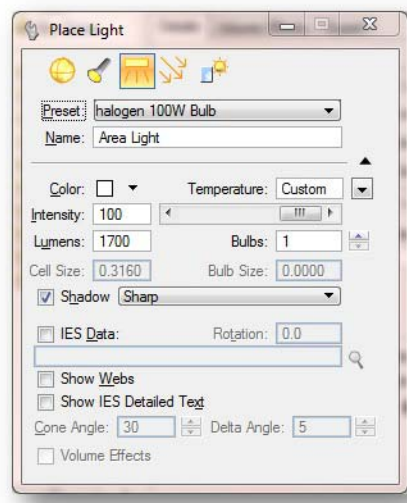 Place Light
Preset: halogen 100W Bulb
Name: Area Light
Color: Temperature: Custom
Intensity: 100
Lumens: 1700 Bulbs: 1
Cell Size: 0.3160 Bulb Size: 0.0000
Shadow Sharp
IES Data: Rotation: 0.0
Show Webs
Show IES Detailed Text
Cone Angle: 30 Delta Angle: 5
Volume Effects